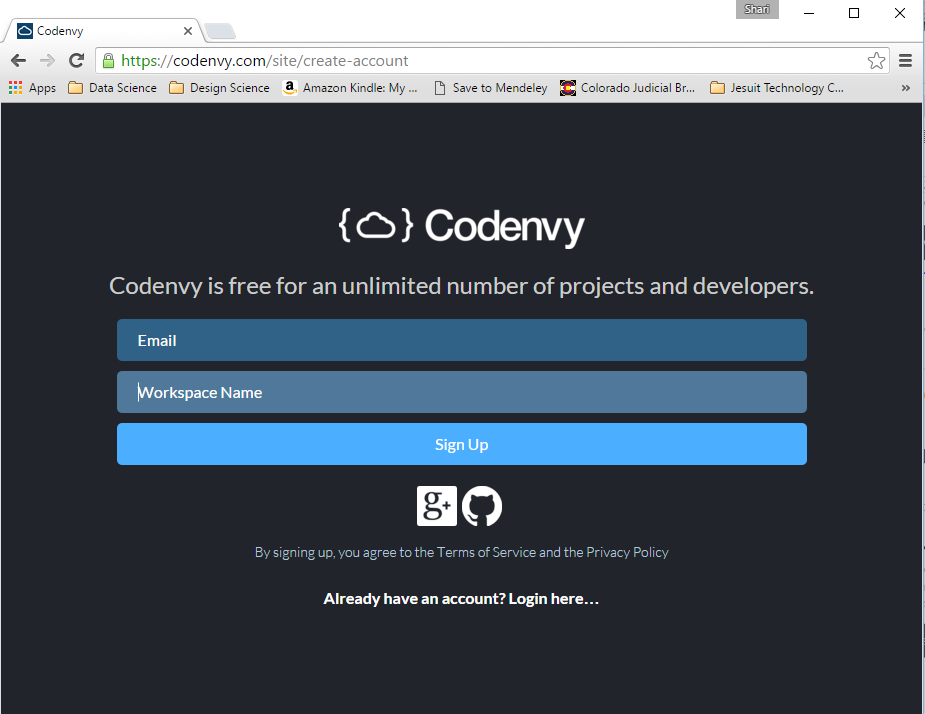 Shari
Codenvy
https://codenvy.com/site/create-account
Apps Data Science Design Science Amazon Kindle: My ... Save to Mendeley Colorado Judicial Br... Jesuit Technology C... »
{ } Codenvy
Codenvy is free for an unlimited number of projects and developers.
Email
Workspace Name
Sign Up
g+
By signing up, you agree to the Terms of Service and the Privacy Policy
Already have an account? Login here...